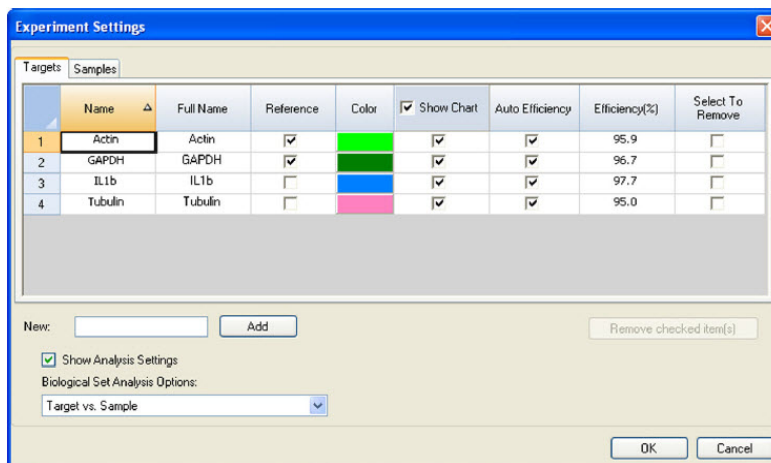 Experiment Settings
Targets Samples
Name Full Name Reference Color Show Chart Auto Efficiency Efficiency(%) Select To Remove
1 Actin Actin 95.9
2 GAPDH GAPDH 96.7
3 IL1b IL1b 97.7
4 Tubulin Tubulin 95.0
New: Add Remove checked item(s)
Show Analysis Settings
Biological Set Analysis Options:
Target vs. Sample
OK Cancel